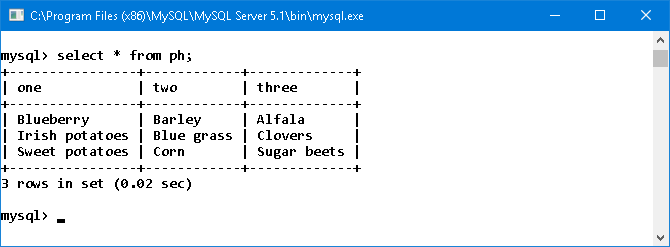 C:\Program Files (x86)\MySQL\MySQL Server 5.1\bin\mysql.exe
mysql> select * from ph;
+----------------+------------+-------------+
| one            | two        | three       |
+----------------+------------+-------------+
| Blueberry      | Barley     | Alfala      |
| Irish potatoes | Blue grass | Clovers     |
| Sweet potatoes | Corn       | Sugar beets |
+----------------+------------+-------------+
3 rows in set (0.02 sec)
mysql> _